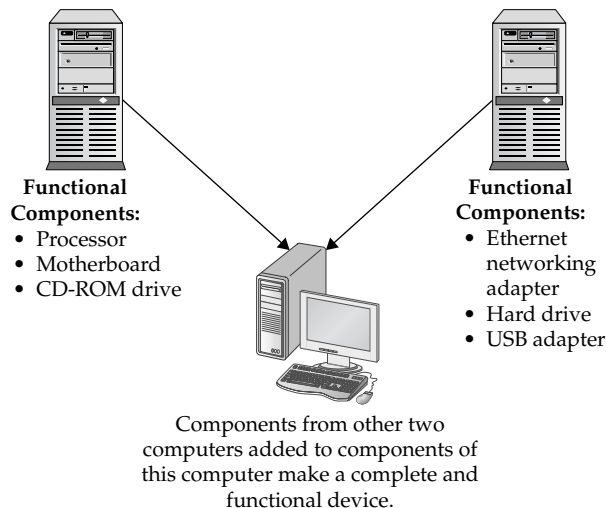 Functional
Components:
• Processor
• Motherboard
• CD-ROM drive
Functional
Components:
• Ethernet
networking
adapter
• Hard drive
• USB adapter
Components from other two
computers added to components of
this computer make a complete and
functional device.